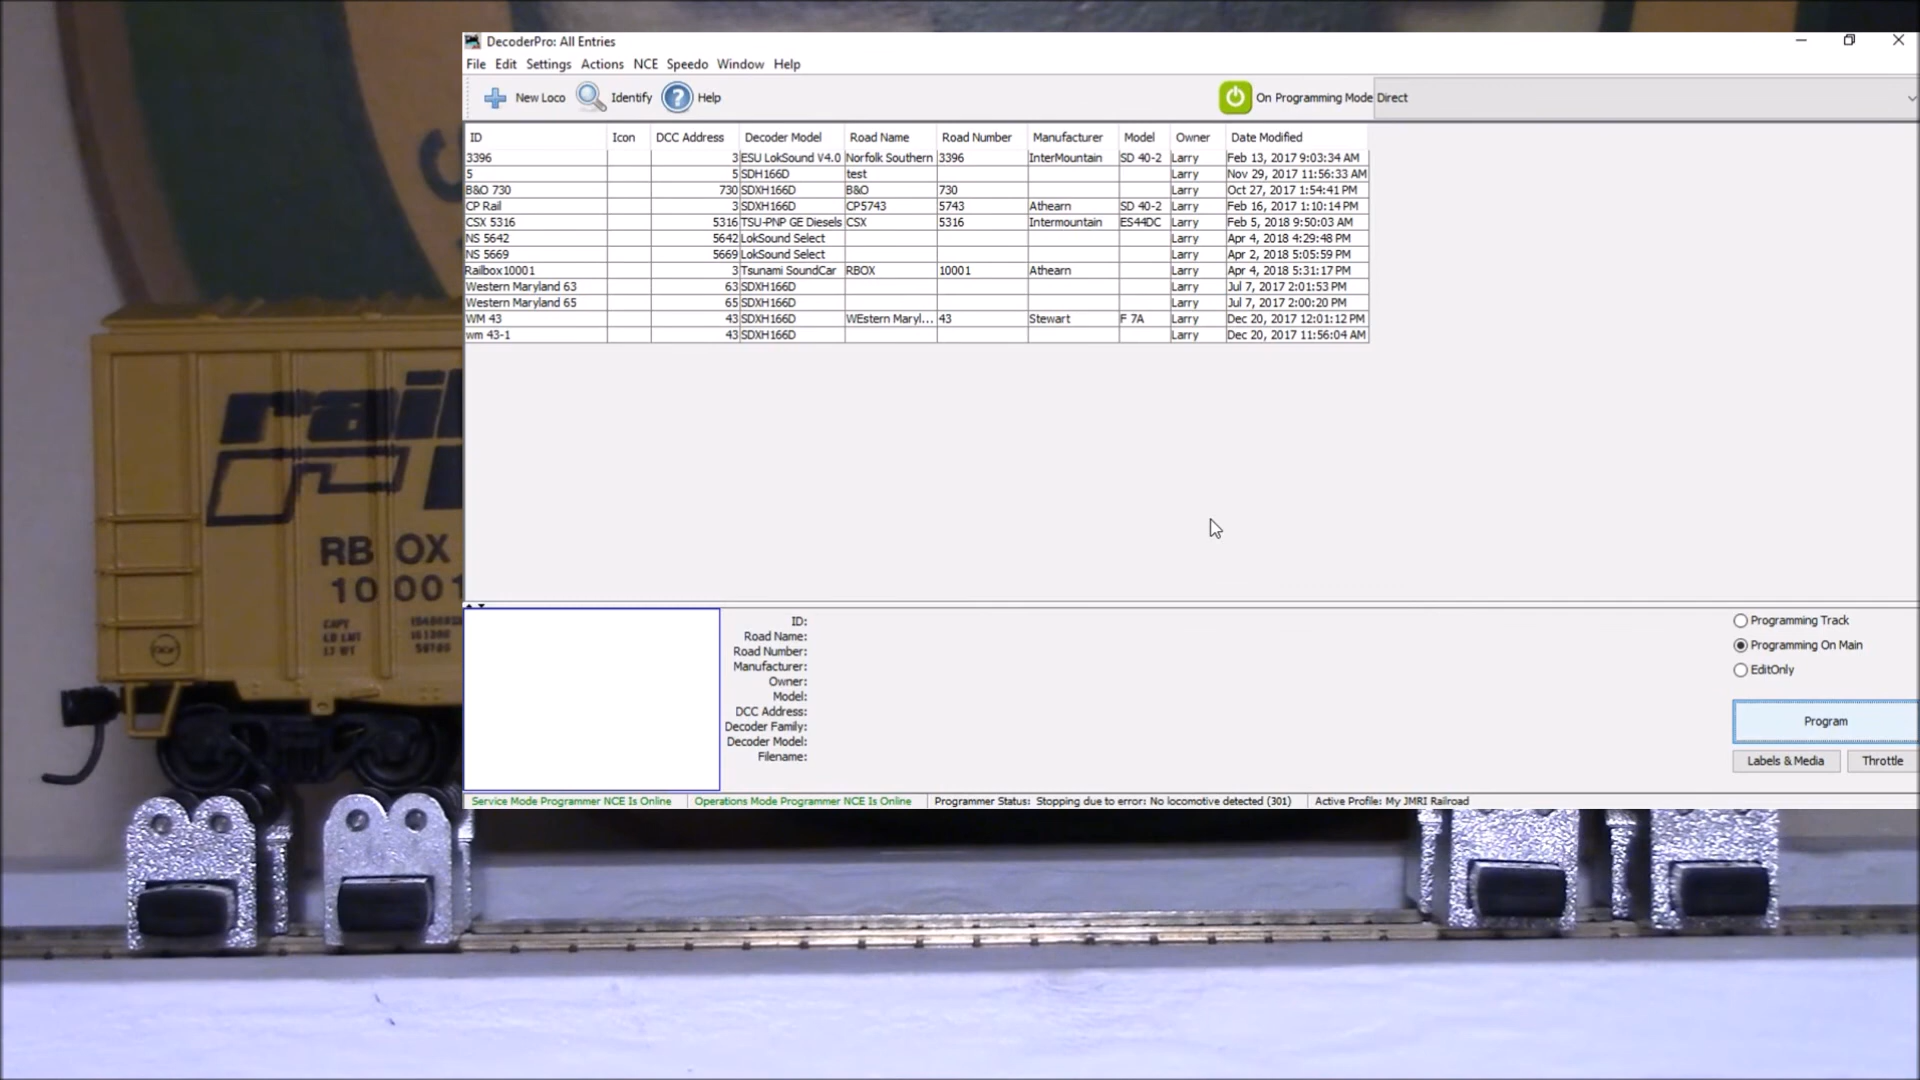 DecoderPro: All Entries
File Edit Settings Actions NCE Speedo Window Help
New Loco Identify Help On Programming Mode Direct
ID Icon DCC Address Decoder Model Road Name Road Number Manufacturer Model Owner Date Modified
3396 3 ESU LokSound V4.0 Norfolk Southern 3396 InterMountain SD 40-2 Larry Feb 13, 2017 9:03:34 AM
5 5 SDH166D test Larry Nov 29, 2017 11:56:33 AM
B&O 730 730 SDXH166D B&O 730 Larry Oct 27, 2017 1:54:41 PM
CP Rail 3 SDXH166D CP5743 5743 Athearn SD 40-2 Larry Feb 16, 2017 1:10:14 PM
CSX 5316 5316 TSU-PNP GE Diesels CSX 5316 Intermountain ES44DC Larry Feb 5, 2018 9:50:03 AM
NS 5642 5642 LokSound Select Larry Apr 4, 2018 4:29:48 PM
NS 5669 5669 LokSound Select Larry Apr 2, 2018 5:05:59 PM
Railbox10001 3 Tsunami SoundCar RBOX 10001 Athearn Larry Apr 4, 2018 5:31:17 PM
Western Maryland 63 63 SDXH166D Larry Jul 7, 2017 2:01:53 PM
Western Maryland 65 65 SDXH166D Larry Jul 7, 2017 2:00:20 PM
WM 43 43 SDXH166D WEstern Maryl... 43 Stewart F 7A Larry Dec 20, 2017 12:01:12 PM
wm 43-1 43 SDXH166D Larry Dec 20, 2017 11:56:04 AM
rail
RBOX
10001
CAPY
LD LMT
LT WT
ID:
Road Name:
Road Number:
Manufacturer:
Owner:
Model:
DCC Address:
Decoder Family:
Decoder Model:
Filename:
Programming Track
Programming On Main
EditOnly
Program
Labels & Media Throttle
Service Mode Programmer NCE Is Online Operations Mode Programmer NCE Is Online Programmer Status: Stopping due to error: No locomotive detected (301) Active Profile: My JMRI Railroad